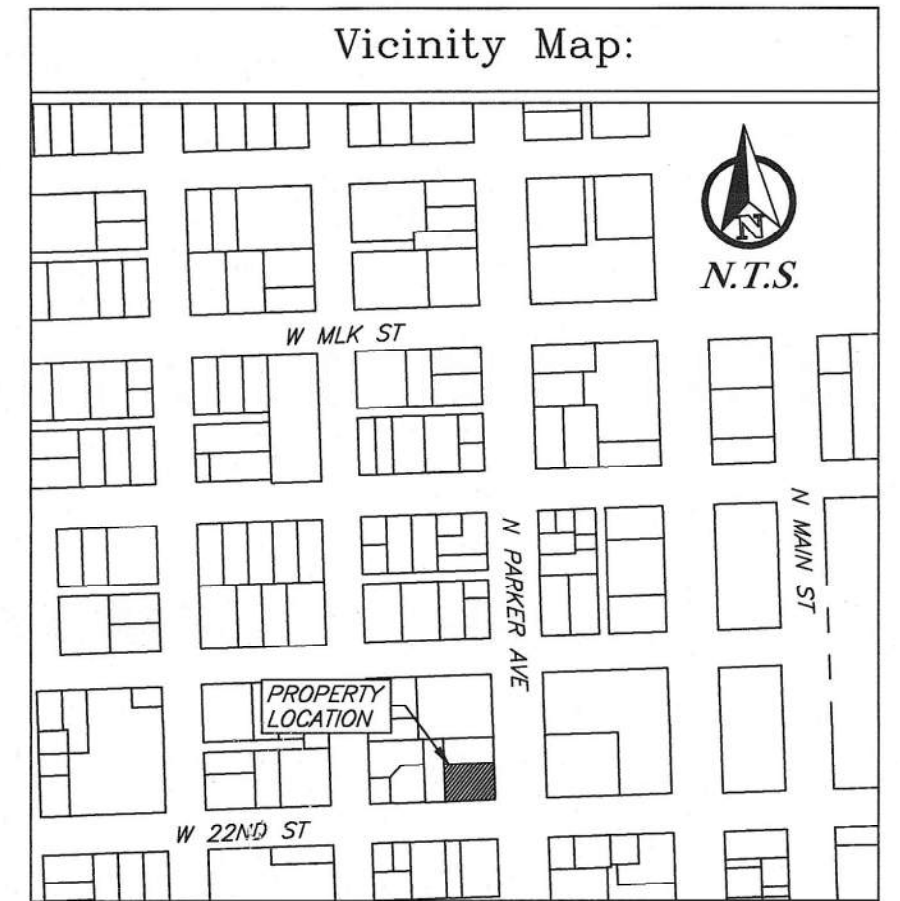 Vicinity Map:
N
N.T.S.
W MLK ST
N PARKER AVE
N MAIN ST
PROPERTY
LOCATION
W 22ND ST